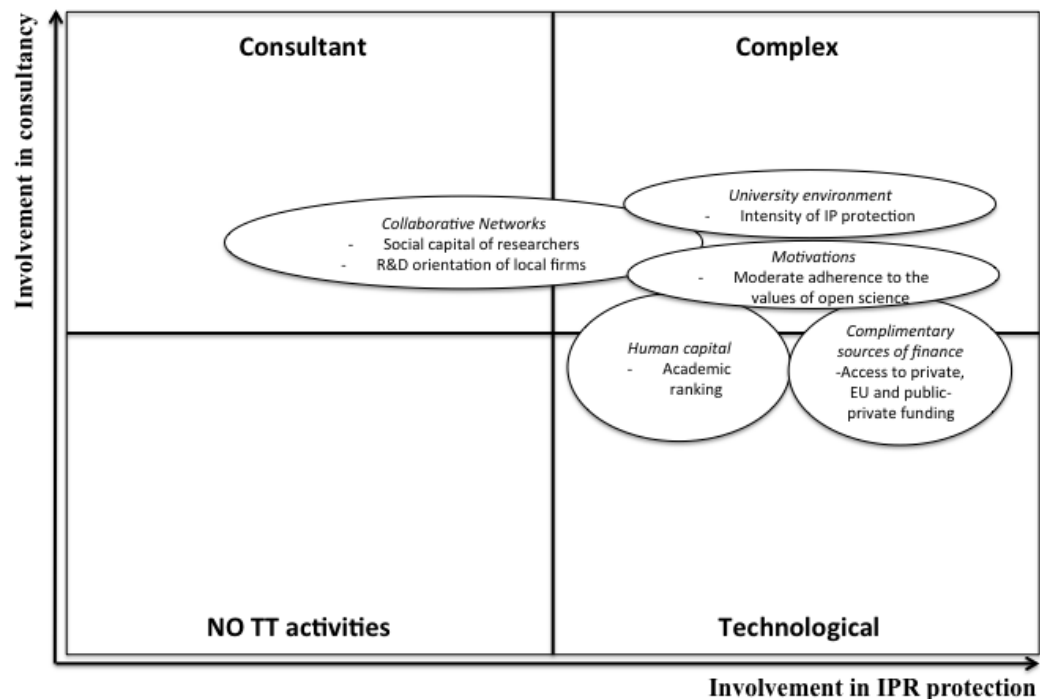 Involvement in consultancy
Consultant
Complex
University environment
- Intensity of IP protection
Collaborative Networks
- Social capital of researchers
- R&D orientation of local firms
Motivations
- Moderate adherence to the
values of open science
Human capital
- Academic
ranking
Complimentary
sources of finance
-Access to private,
EU and public-
private funding
NO TT activities
Technological
Involvement in IPR protection